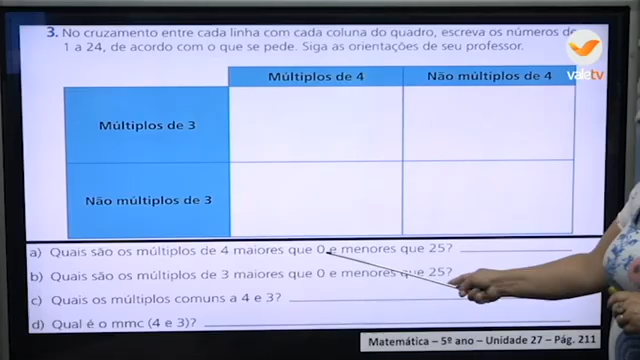 3. No cruzamento entre cada linha com cada coluna do quadro, escreva os números de
1 a 24, de acordo com o que se pede. Siga as orientações de seu professor.
valetv
Múltiplos de 4
Não múltiplos de 4
Múltiplos de 3
Não múltiplos de 3
a) Quais são os múltiplos de 4 maiores que 0 e menores que 25?
b) Quais são os múltiplos de 3 maiores que 0 e menores que 25?
c) Quais os múltiplos comuns a 4 e 3?
d) Qual é o mmc (4 e 3)?
Matemática – 5º ano – Unidade 27 – Pág. 211